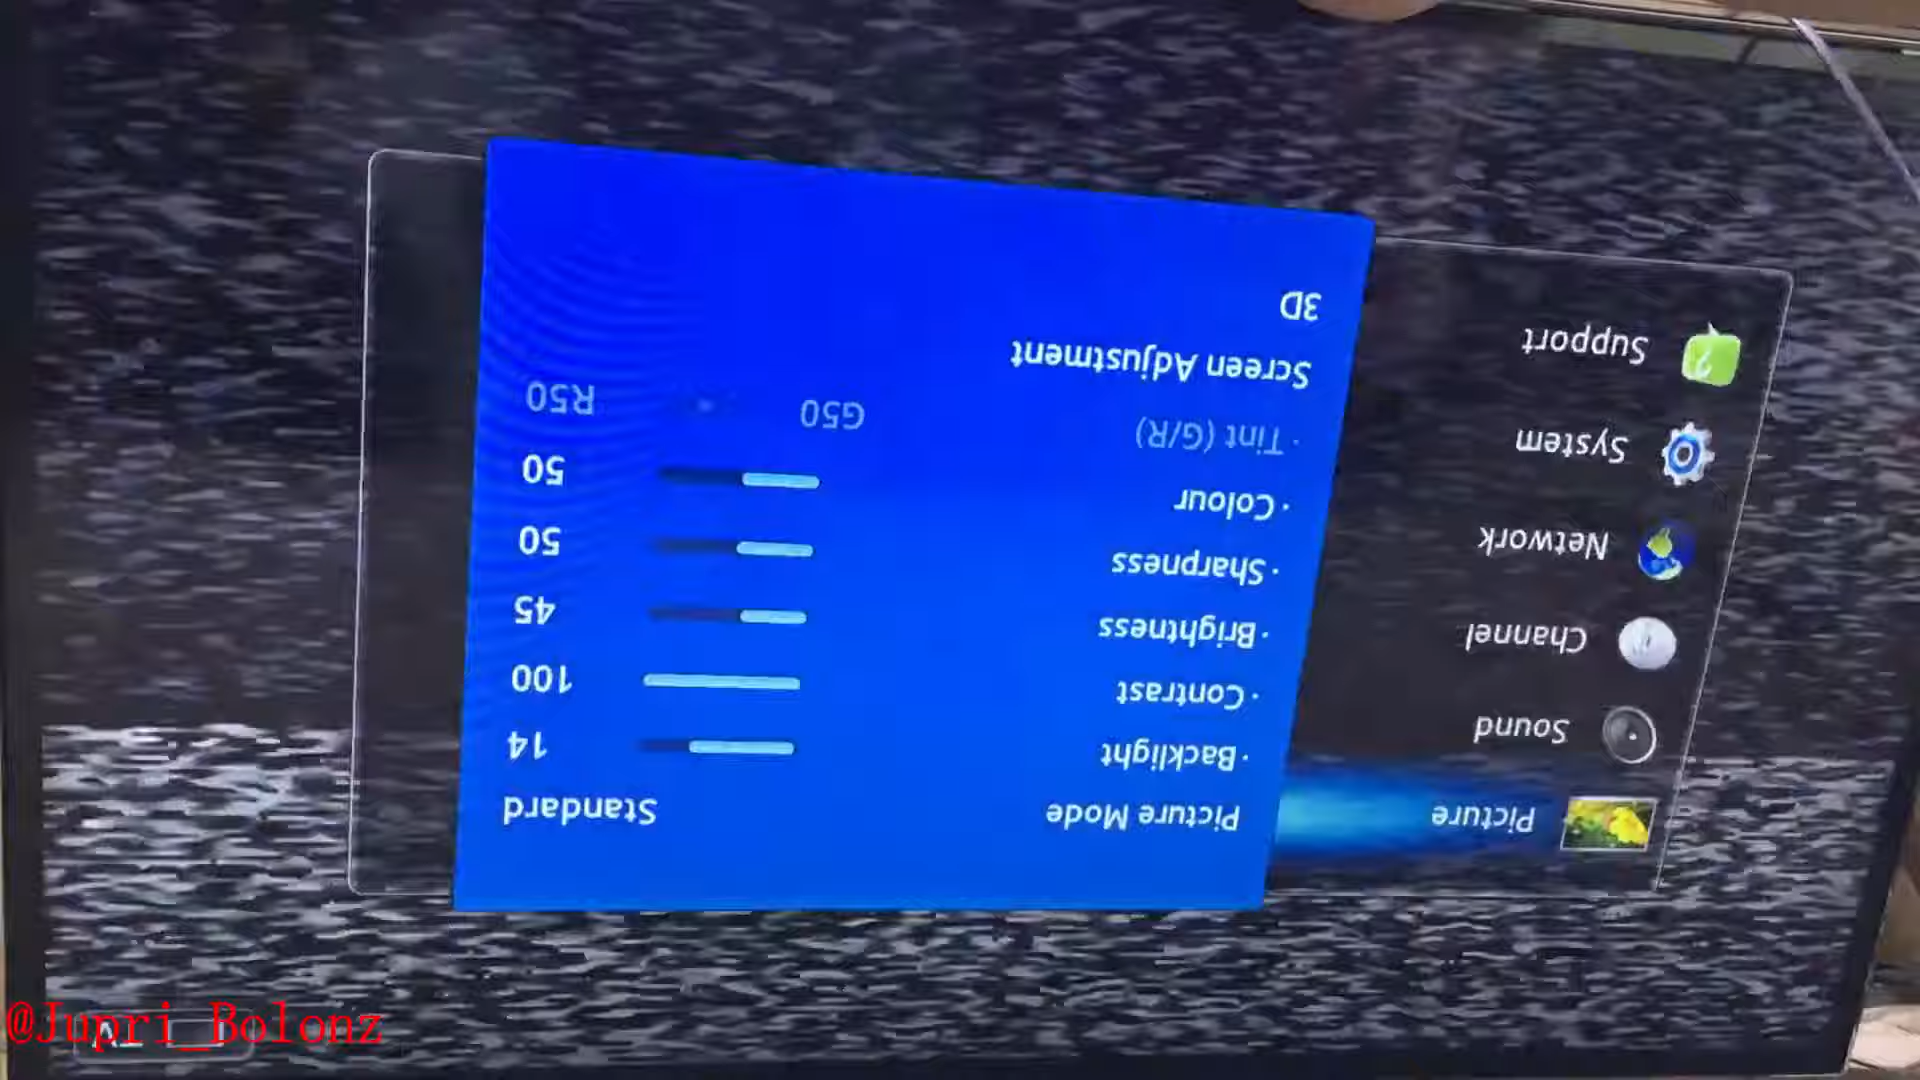 Picture
Sound
Channel
Network
System
Support
Picture Mode Standard
· Backlight 14
· Contrast 100
· Brightness 45
· Sharpness 50
· Colour 50
· Tint (G/R) G50 R50
Screen Adjustment
3D
TV
@Jupri_Bolonz